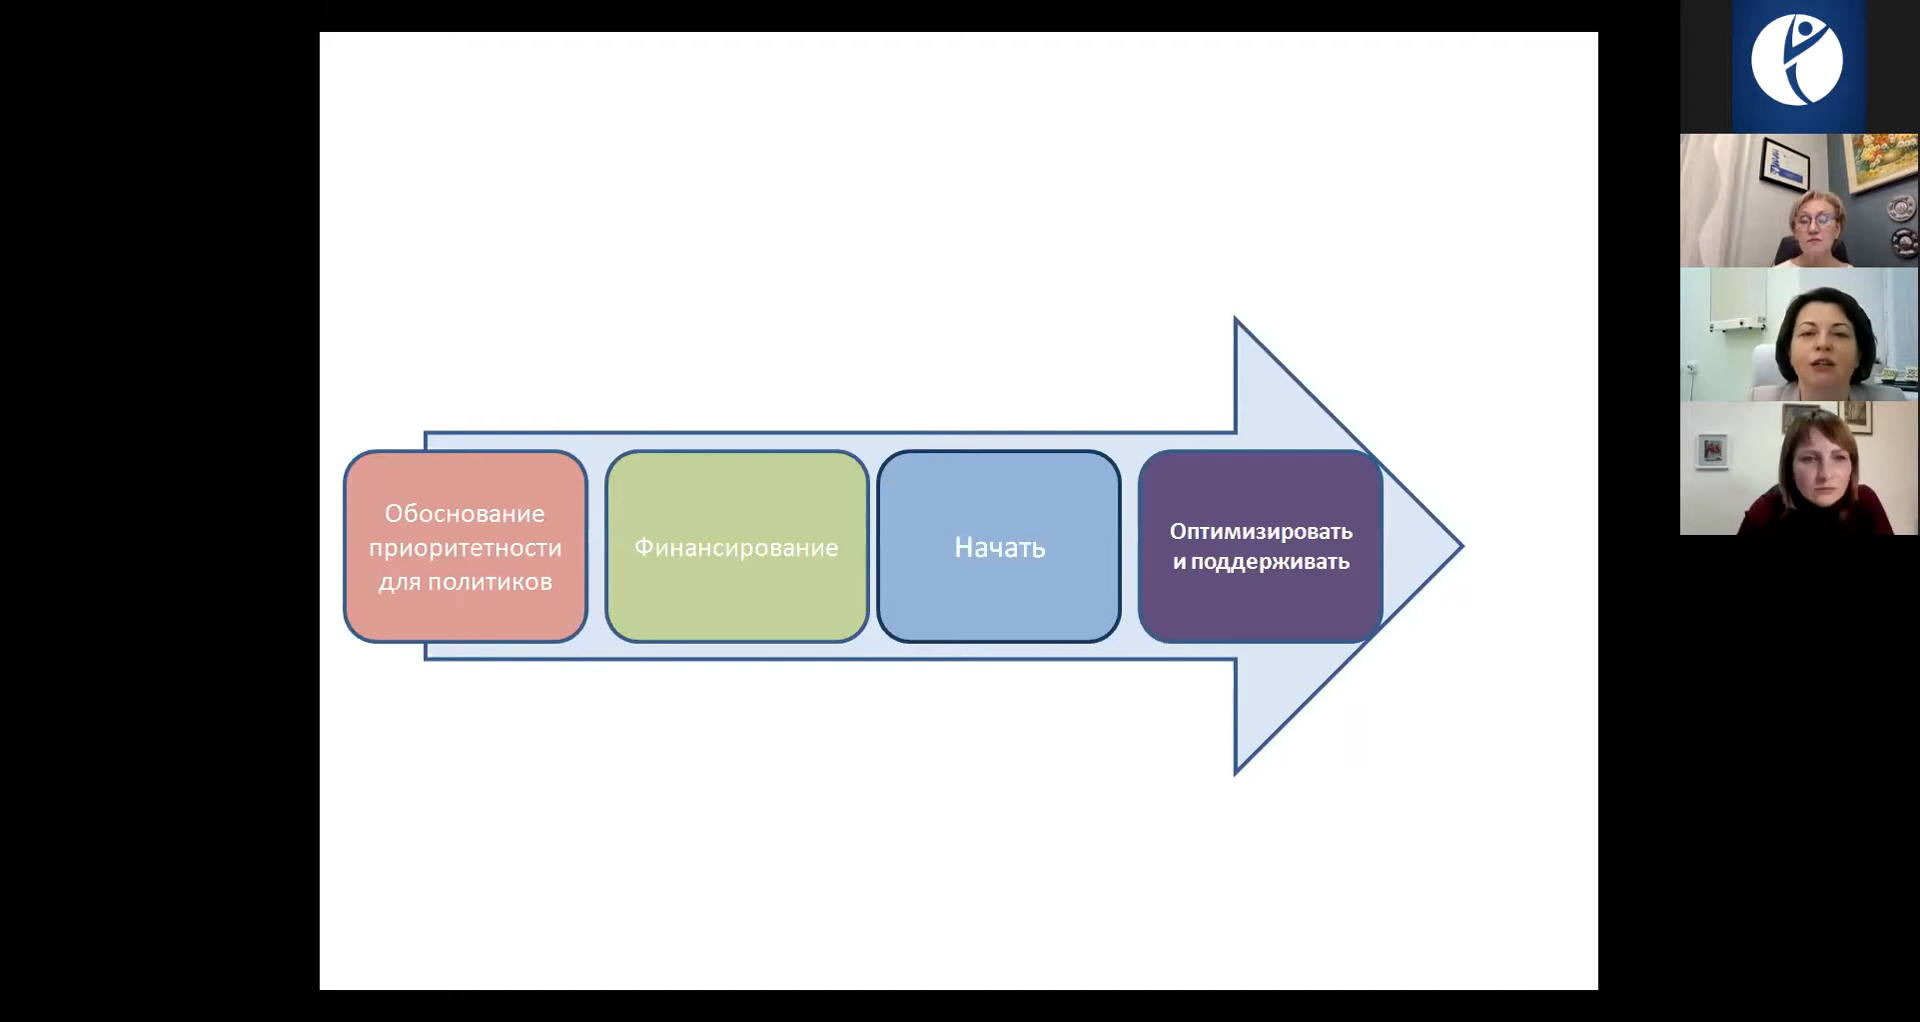 Обоснование
приоритетности
для политиков
Финансирование
Начать
Оптимизировать
и поддерживать